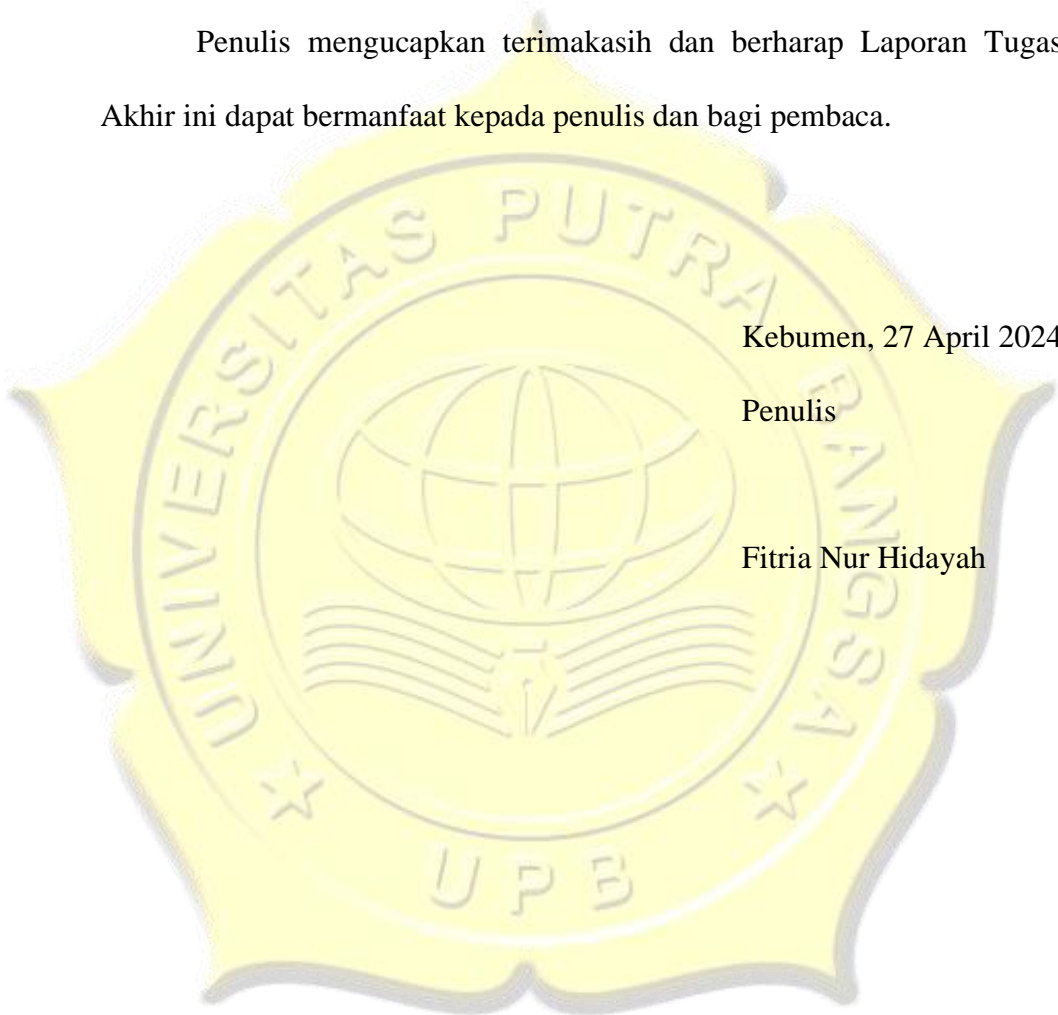 Penulis mengucapkan terimakasih dan berharap Laporan Tugas
Akhir ini dapat bermanfaat kepada penulis dan bagi pembaca.
Kebumen, 27 April 2024
Penulis
Fitria Nur Hidayah
UNIVERSITAS PUTRA BANGSA
UPB